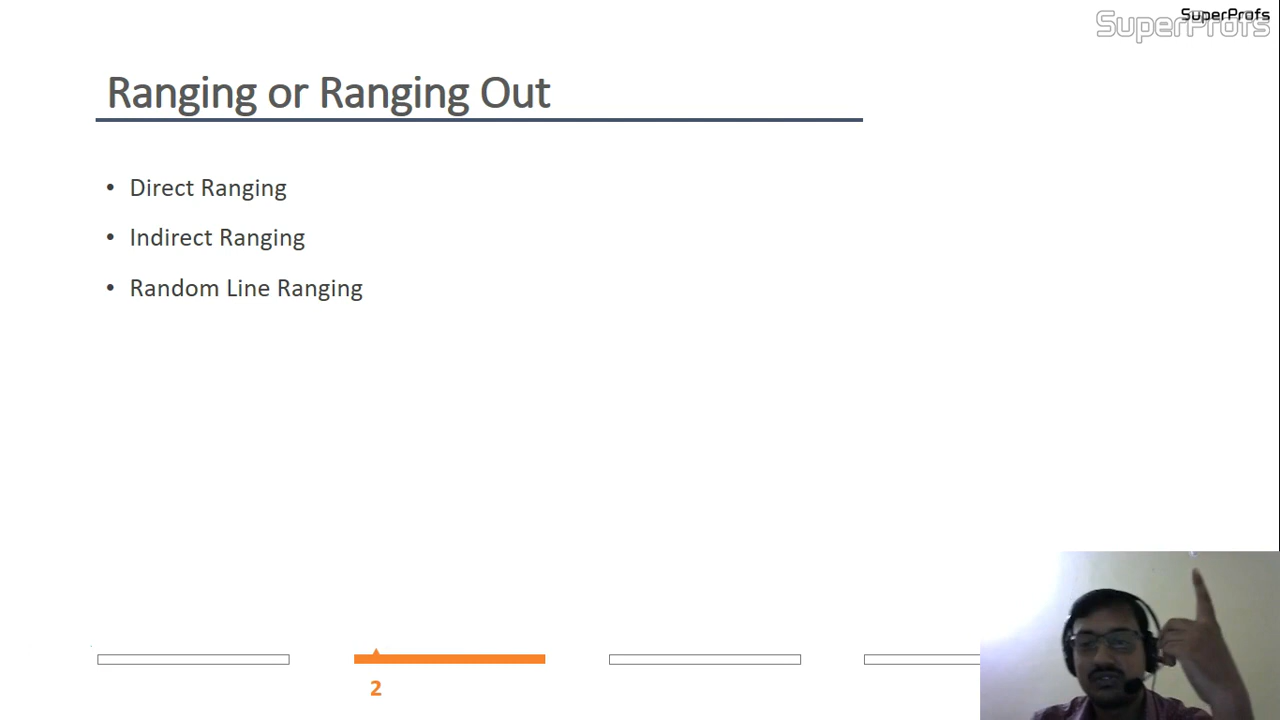 SuperProfs
SuperProfs
Ranging or Ranging Out
• Direct Ranging
• Indirect Ranging
• Random Line Ranging
2